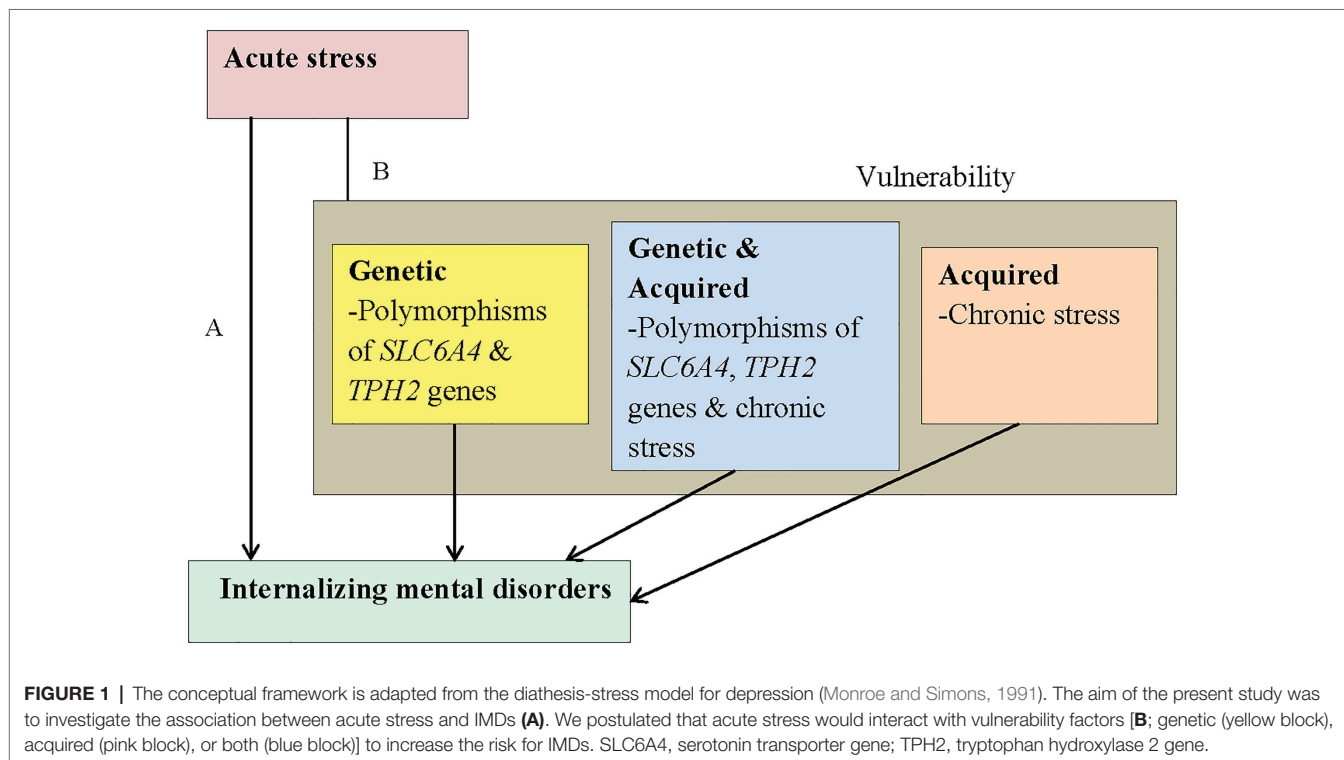 Acute stress
B
Vulnerability
A
Genetic
-Polymorphisms
of SLC6A4 &
TPH2 genes
Genetic &
Acquired
-Polymorphisms of
SLC6A4, TPH2
genes & chronic
stress
Acquired
-Chronic stress
Internalizing mental disorders
FIGURE 1 | The conceptual framework is adapted from the diathesis-stress model for depression (Monroe and Simons, 1991). The aim of the present study was
to investigate the association between acute stress and IMDs (A). We postulated that acute stress would interact with vulnerability factors [B; genetic (yellow block),
acquired (pink block), or both (blue block)] to increase the risk for IMDs. SLC6A4, serotonin transporter gene; TPH2, tryptophan hydroxylase 2 gene.